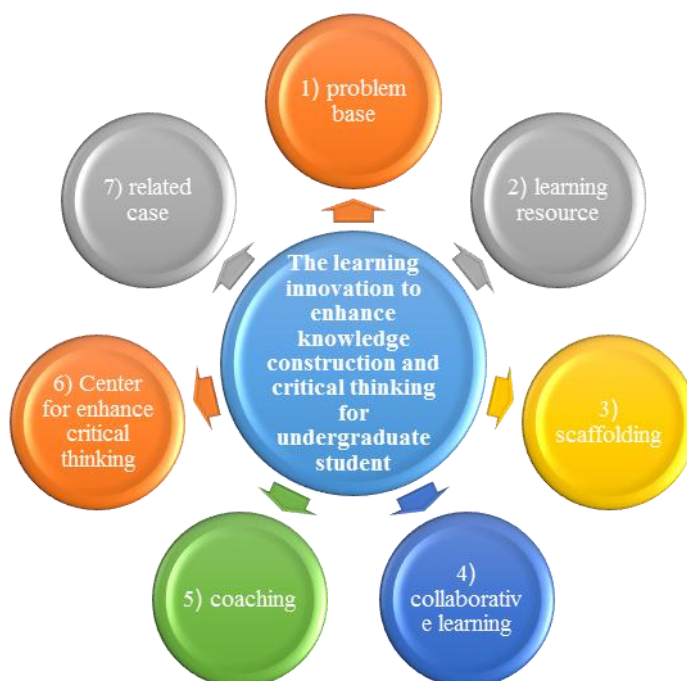 1) problem
base
2) learning
resource
3)
scaffolding
4)
collaborativ
e learning
5) coaching
6) Center
for enhance
critical
thinking
7) related
case
The learning
innovation to
enhance
knowledge
construction and
critical thinking
for
undergraduate
student